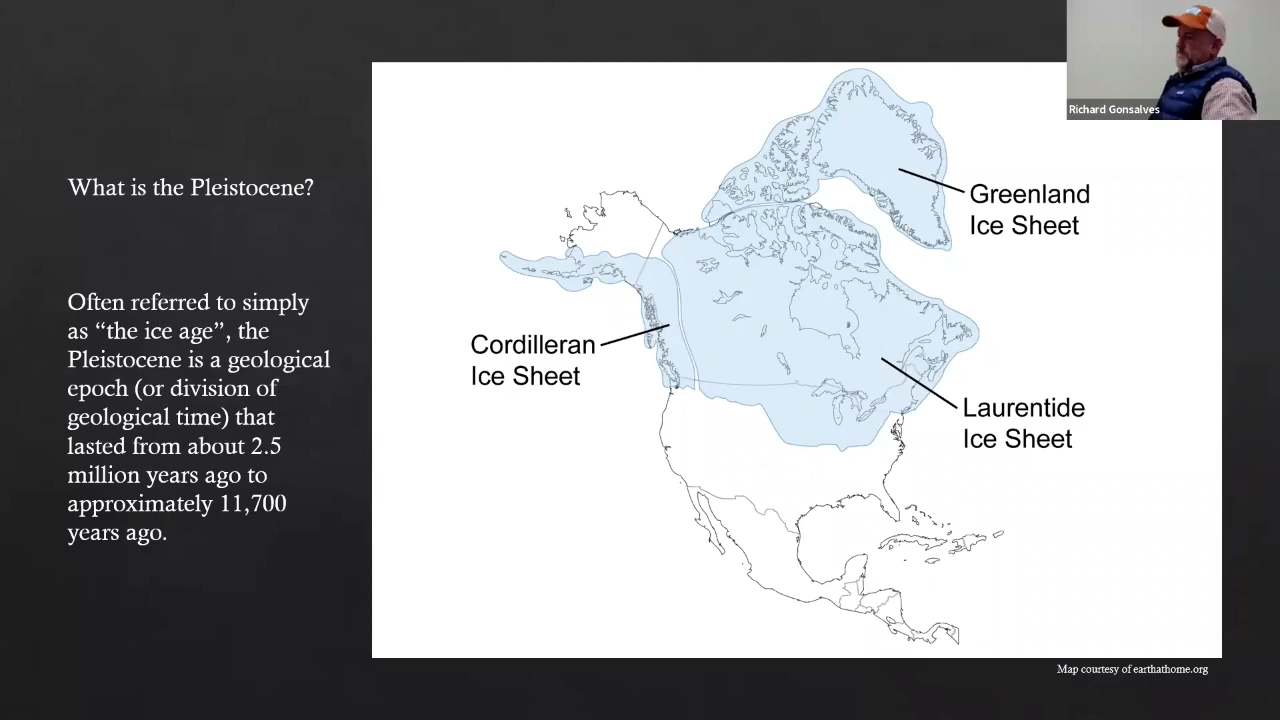 What is the Pleistocene?
Often referred to simply
as “the ice age”, the
Pleistocene is a geological
epoch (or division of
geological time) that
lasted from about 2.5
million years ago to
approximately 11,700
years ago.
Greenland
Ice Sheet
Cordilleran
Ice Sheet
Laurentide
Ice Sheet
Map courtesy of earthathome.org
Richard Gonsalves